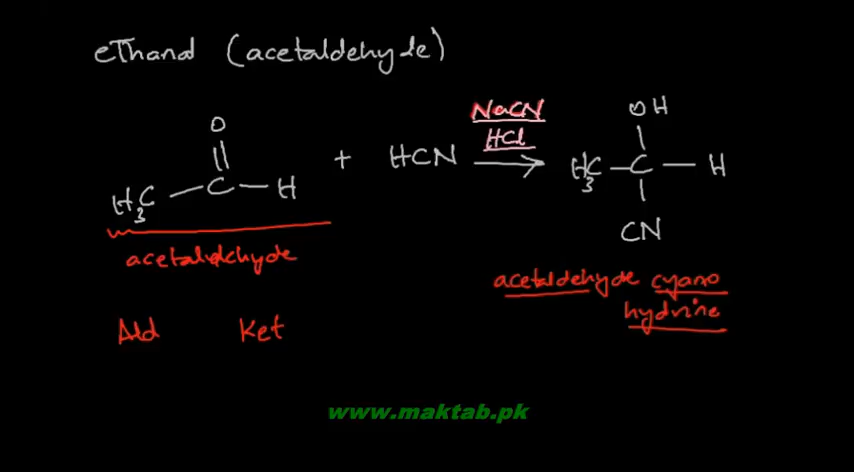 eThanal (acetaldehyde)
O
H3C – C – H + HCN
NaCN
HCl
OH
H3C – C – H
CN
acetaldehyde
acetaldehyde cyano
hydrine
Ald Ket
www.maktab.pk